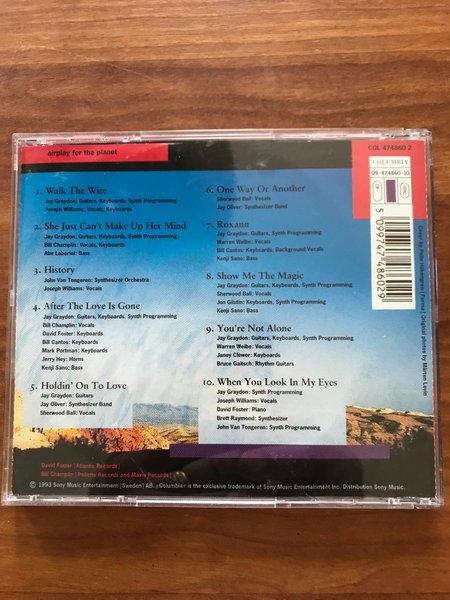 airplay for the planet
COL 474860 2
COLUMBIA
09-474860-10
1. Walk The Wire
Jay Graydon: Guitars, Keyboards, Synth Programming
Joseph Williams: Vocals, Keyboards
2. She Just Can't Make Up Her Mind
Jay Graydon; Guitars, Keyboards, Synth Programming
Bill Champlin: Vocals, Keyboards
Abe Laboriel: Bass
3. History
John Van Tongeren: Synthesizer Orchestra
Joseph Williams: Vocals
4. After The Love Is Gone
Jay Graydon: Guitars, Keyboards, Synth Programming
Bill Champlin: Vocals
David Foster: Keyboards
Bill Cantos: Keyboards, Vocals
Mark Portman: Keyboards
Jerry Hey: Horns
Kenji Sano: Bass
5. Holdin' On To Love
Jay Graydon: Guitars
Jay Oliver: Synthesizer Band
Sherwood Ball: Vocals
6. One Way Or Another
Sherwood Ball: Vocals
Jay Oliver: Synthesizer Band
7. Roxann
Jay Graydon: Guitars, Keyboards, Synth Programming
Warren Weibe: Vocals
Bill Cantos: Keyboards, Background Vocals
Kenji Sano: Bass
8. Show Me The Magic
Jay Graydon: Guitars, Keyboards, Synth Programming
Sherwood Ball: Vocals
Jon Gilutin: Keyboards, Synth Programming
Kenji Sano: Bass
9. You're Not Alone
Jay Graydon: Guitars, Keyboards, Synth Programming
Warren Weibe: Vocals
Janey Clewer: Keyboards
Bruce Gaitsch: Rhythm Guitars
10. When You Look In My Eyes
Jay Graydon: Keyboards, Synth Programming
Joseph Williams: Vocals
David Foster: Piano
Brett Raymond: Synthesizer
John Van Tongeren: Synth Programming
5 099747 486029
David Foster [Atlantic Records]
Bill Champlin [Pallette Records and Maxis Records]
© 1993 Sony Music Entertainment [Sweden] AB. "Columbia" is the exclusive trademark of Sony Music Entertainment Inc. Distribution Sony Music.